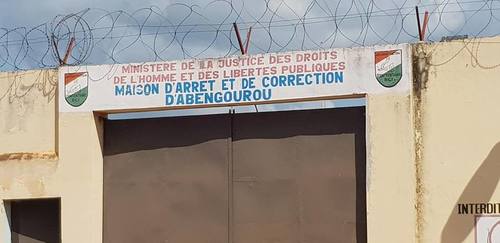 MINISTERE DE LA JUSTICE DES DROITS
DE L'HOMME ET DES LIBERTES PUBLIQUES
MAISON D'ARRET ET DE CORRECTION
D'ABENGOUROU
INTERDIT